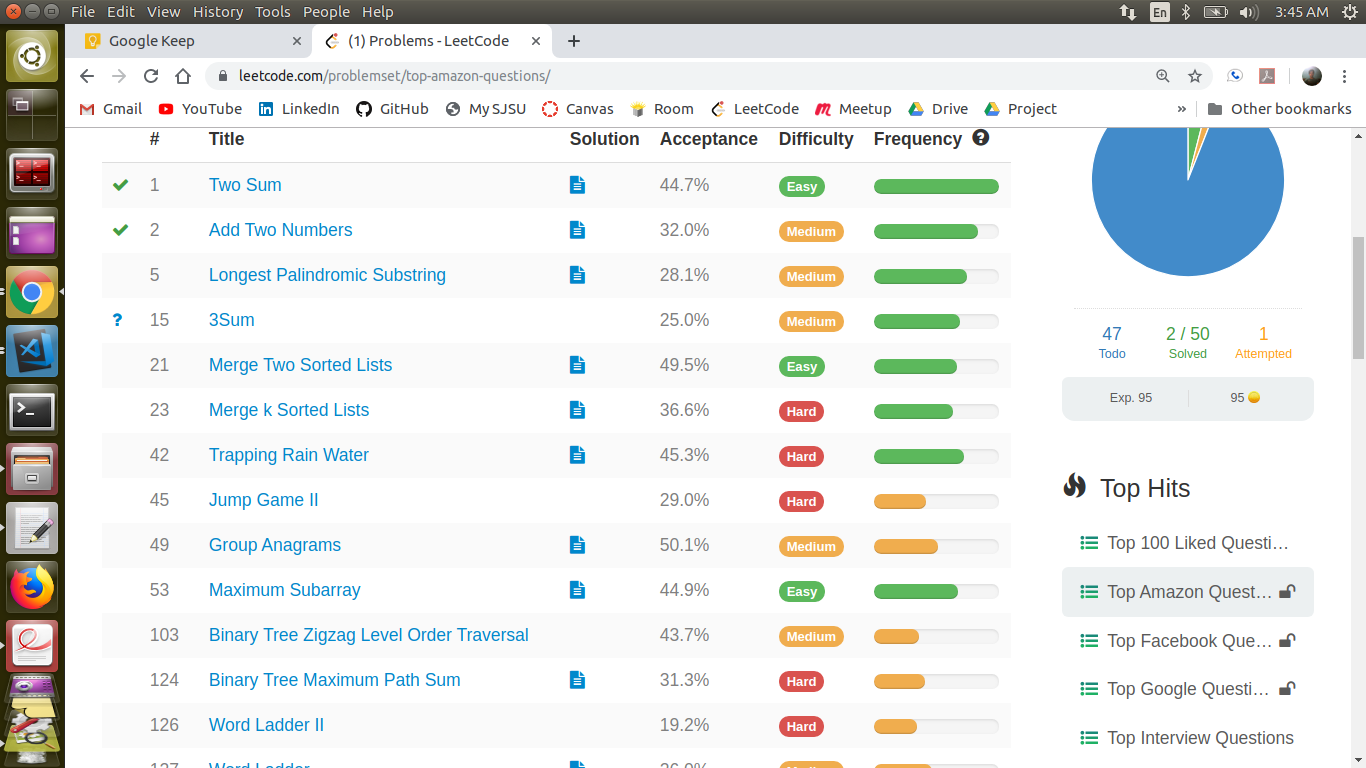 File Edit View History Tools People Help En 3:45 AM
Google Keep (1) Problems - LeetCode
leetcode.com/problemset/top-amazon-questions/
Gmail YouTube LinkedIn GitHub My SJSU Canvas Room LeetCode Meetup Drive Project » Other bookmarks
# Title Solution Acceptance Difficulty Frequency ?
1 Two Sum 44.7% Easy
2 Add Two Numbers 32.0% Medium
5 Longest Palindromic Substring 28.1% Medium
? 15 3Sum 25.0% Medium
21 Merge Two Sorted Lists 49.5% Easy
23 Merge k Sorted Lists 36.6% Hard
42 Trapping Rain Water 45.3% Hard
45 Jump Game II 29.0% Hard
49 Group Anagrams 50.1% Medium
53 Maximum Subarray 44.9% Easy
103 Binary Tree Zigzag Level Order Traversal 43.7% Medium
124 Binary Tree Maximum Path Sum 31.3% Hard
126 Word Ladder II 19.2% Hard
127 Word Ladder Medium
47 2 / 50 1
Todo Solved Attempted
Exp. 95 95
Top Hits
Top 100 Liked Questi...
Top Amazon Quest...
Top Facebook Que...
Top Google Questi...
Top Interview Questions